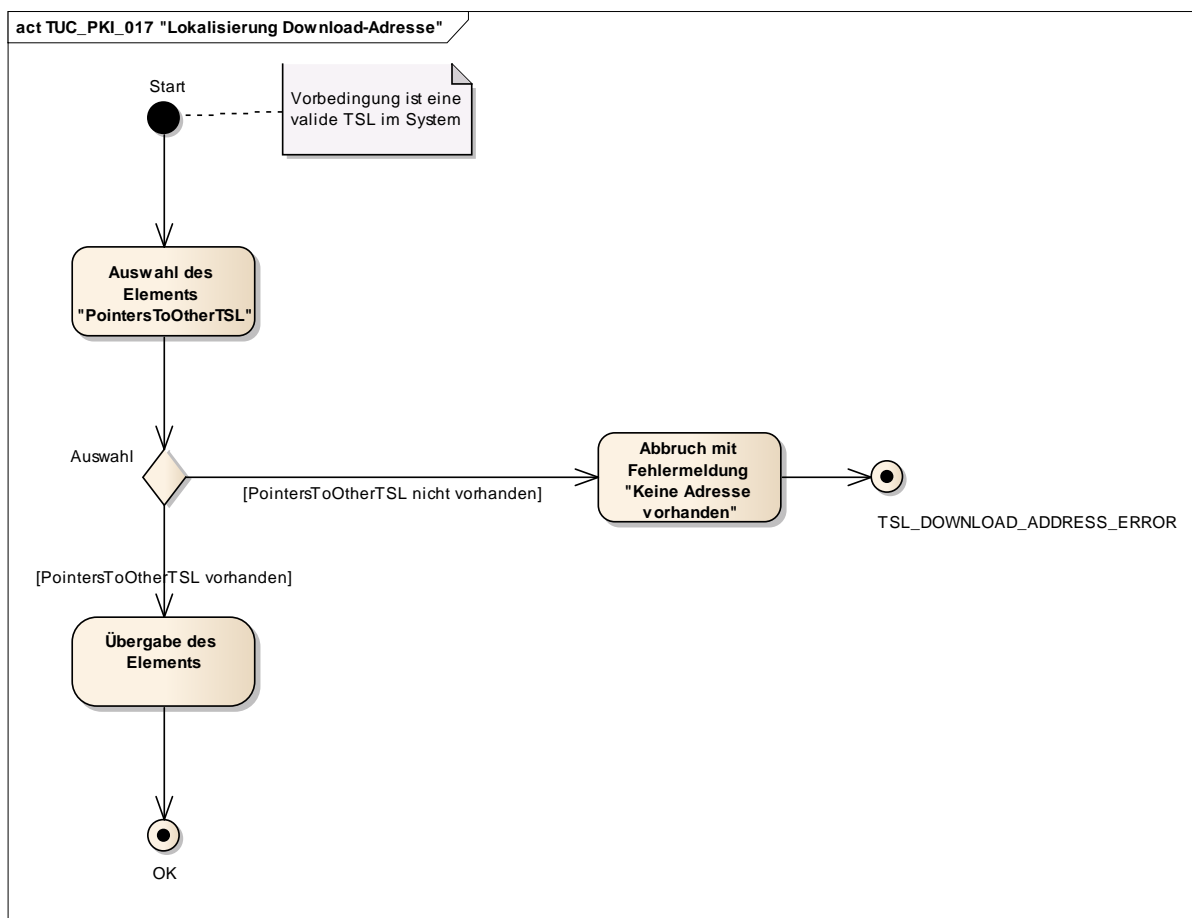 act TUC_PKI_017 "Lokalisierung Download-Adresse"
Start
Vorbedingung ist eine
valide TSL im System
Auswahl des
Elements
"PointersToOtherTSL"
Auswahl
[PointersToOtherTSL nicht vorhanden]
Abbruch mit
Fehlermeldung
"Keine Adresse
vorhanden"
TSL_DOWNLOAD_ADDRESS_ERROR
[PointersToOtherTSL vorhanden]
Übergabe des
Elements
OK